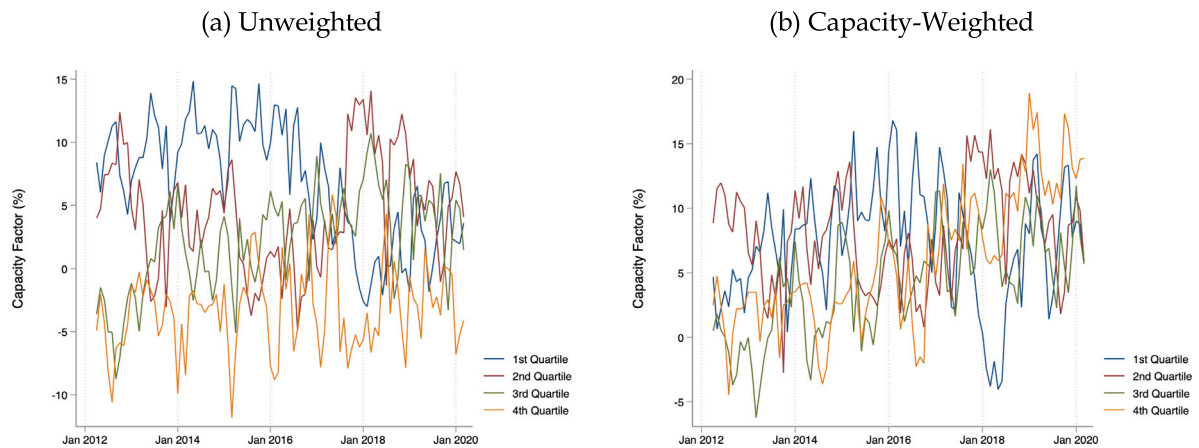 (a) Unweighted
(b) Capacity-Weighted
Capacity Factor (%)
15
10
5
0
-5
-10
Jan 2012
Jan 2014
Jan 2016
Jan 2018
Jan 2020
1st Quartile
2nd Quartile
3rd Quartile
4th Quartile
Capacity Factor (%)
20
15
10
5
0
-5
Jan 2012
Jan 2014
Jan 2016
Jan 2018
Jan 2020
1st Quartile
2nd Quartile
3rd Quartile
4th Quartile